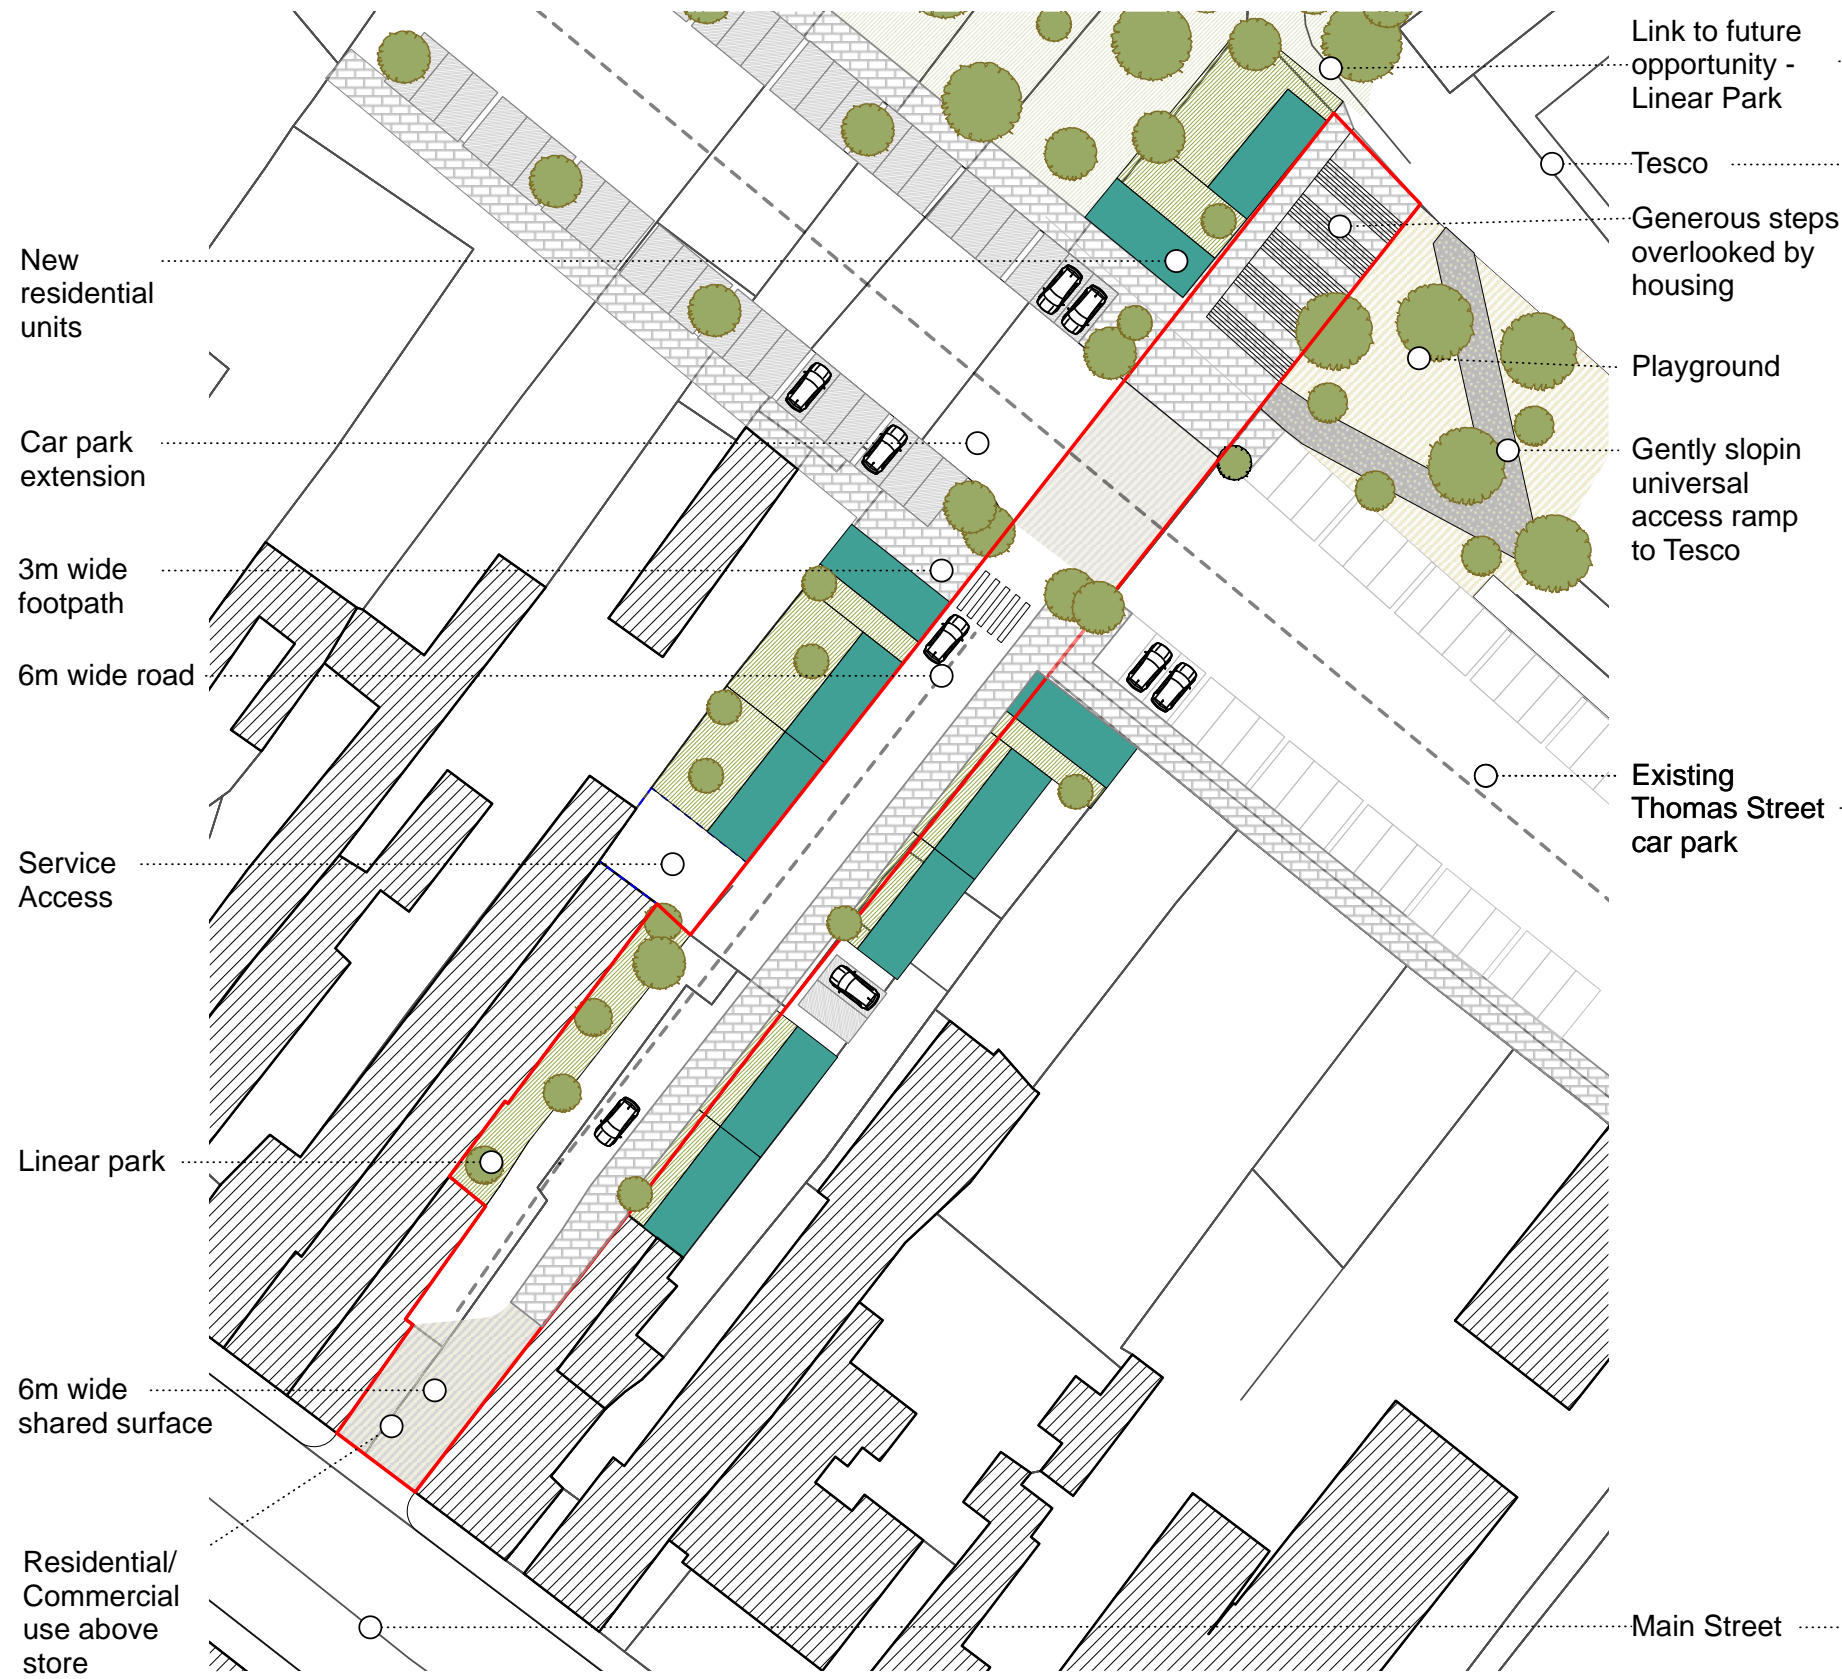 New
residential
units
Car park
extension
3m wide
footpath
6m wide road
Service
Access
Linear park
6m wide
shared surface
Residential/
Commercial
use above
store
Link to future
opportunity -
Linear Park
Tesco
Generous steps
overlooked by
housing
Playground
Gently slopin
universal
access ramp
to Tesco
Existing
Thomas Street
car park
Main Street